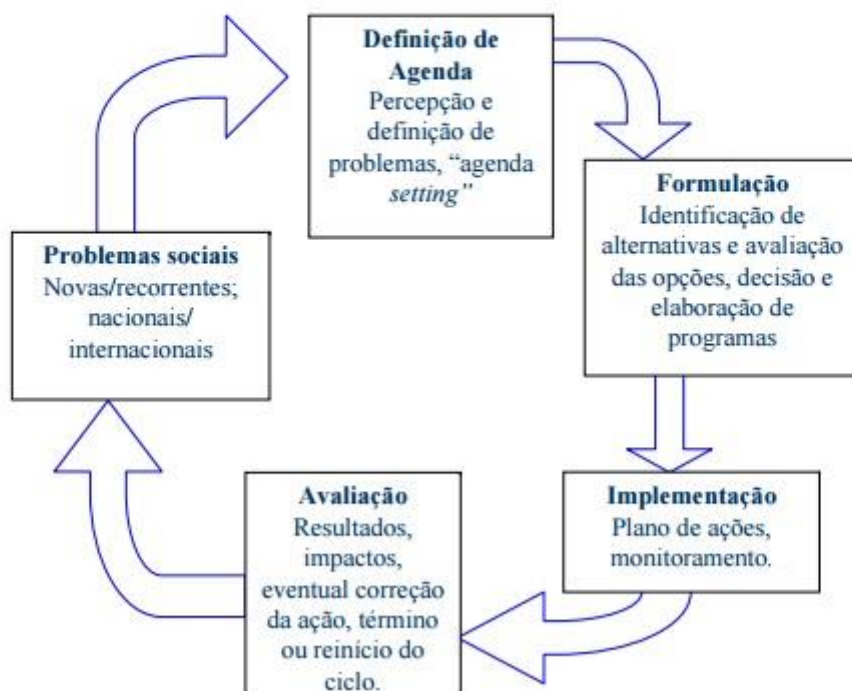 Definição de
Agenda
Percepção e
definição de
problemas, “agenda
setting”
Formulação
Identificação de
alternativas e avaliação
das opções, decisão e
elaboração de
programas
Problemas sociais
Novas/recorrentes;
nacionais/
internacionais
Avaliação
Resultados,
impactos,
eventual correção
da ação, término
ou reinício do
ciclo.
Implementação
Plano de ações,
monitoramento.